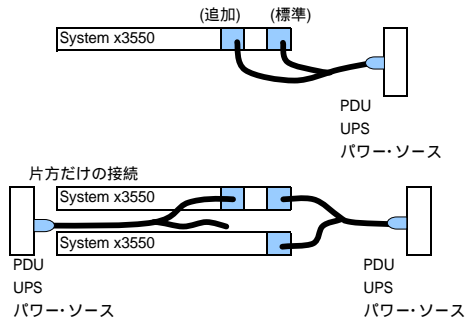 (追加) (標準)
System x3550
PDU
UPS
パワー・ソース
片方だけの接続
System x3550
System x3550
PDU
UPS
パワー・ソース
PDU
UPS
パワー・ソース